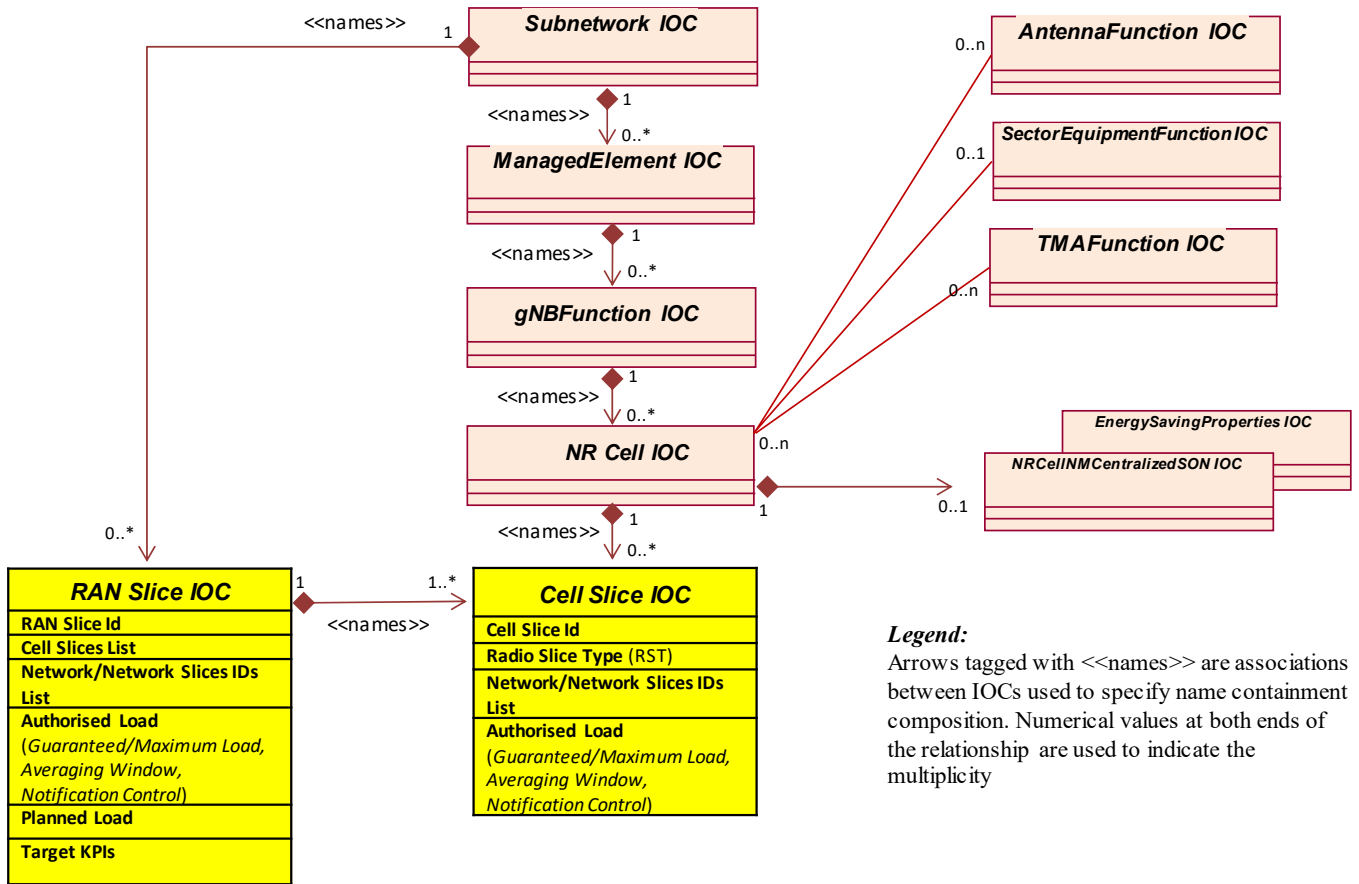 <<names>>
1
Subnetwork IOC
1
<<names>>
0..*
ManagedElement IOC
1
<<names>>
0..*
gNBFunction IOC
1
<<names>>
0..*
NR Cell IOC
0..n
AntennaFunction IOC
0..1
SectorEquipmentFunction IOC
TMAFunction IOC
0..n
0..n
EnergySavingProperties IOC
NRCellNMCentralizedSON IOC
1
0..1
1
<<names>>
0..*
0..*
RAN Slice IOC
RAN Slice Id
Cell Slices List
Network/Network Slices IDs
List
Authorised Load
(Guaranteed/Maximum Load,
Averaging Window,
Notification Control)
Planned Load
Target KPIs
1
1..*
<<names>>
Cell Slice IOC
Cell Slice Id
Radio Slice Type (RST)
Network/Network Slices IDs
List
Authorised Load
(Guaranteed/Maximum Load,
Averaging Window,
Notification Control)
Legend:
Arrows tagged with <<names>> are associations
between IOCs used to specify name containment
composition. Numerical values at both ends of
the relationship are used to indicate the
multiplicity